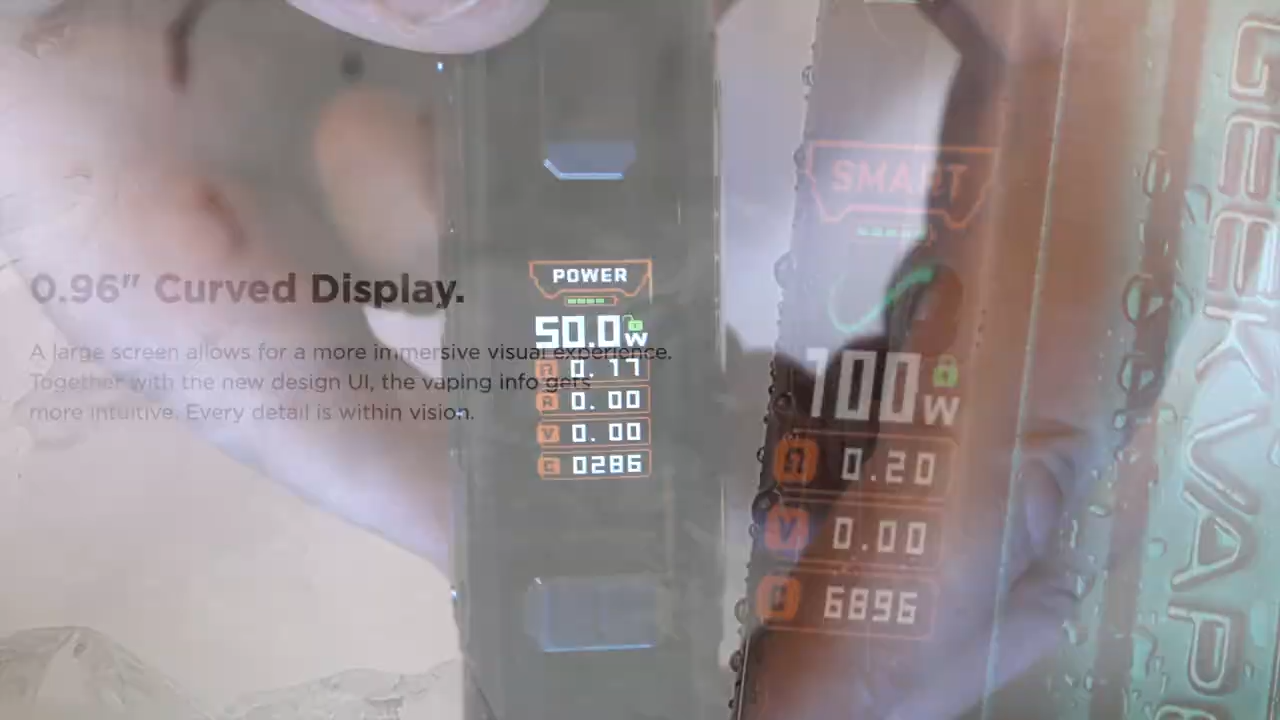 0.96" Curved Display.
A large screen allows for a more immersive visual experience.
Together with the new design UI, the vaping info gets
more intuitive. Every detail is within vision.
POWER
50.0W
0.17
A 0.00
V 0.00
C 0286
SMART
100W
Ω 0.20
V 0.00
C 6896
GEEKVAPE